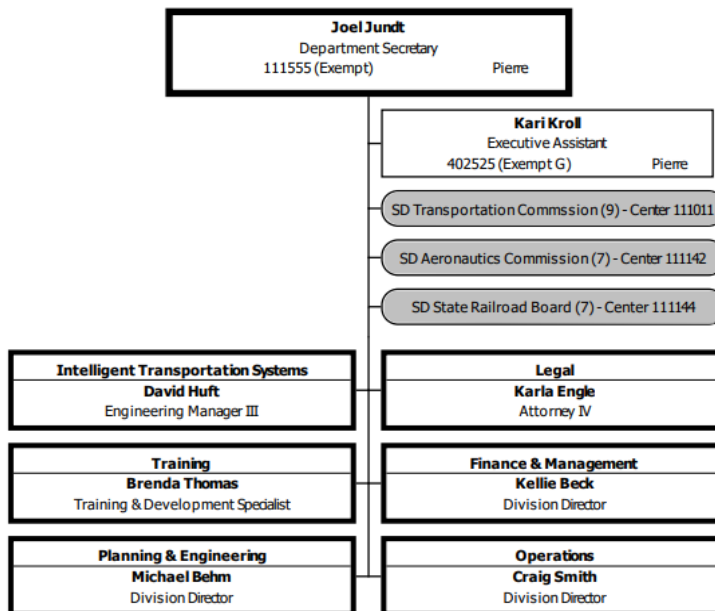 Joel Jundt
Department Secretary
111555 (Exempt) Pierre
Kari Kroll
Executive Assistant
402525 (Exempt G) Pierre
SD Transportation Commssion (9) - Center 111011
SD Aeronautics Commission (7) - Center 111142
SD State Railroad Board (7) - Center 111144
Intelligent Transportation Systems
David Huft
Engineering Manager III
Legal
Karla Engle
Attorney IV
Training
Brenda Thomas
Training & Development Specialist
Finance & Management
Kellie Beck
Division Director
Planning & Engineering
Michael Behm
Division Director
Operations
Craig Smith
Division Director